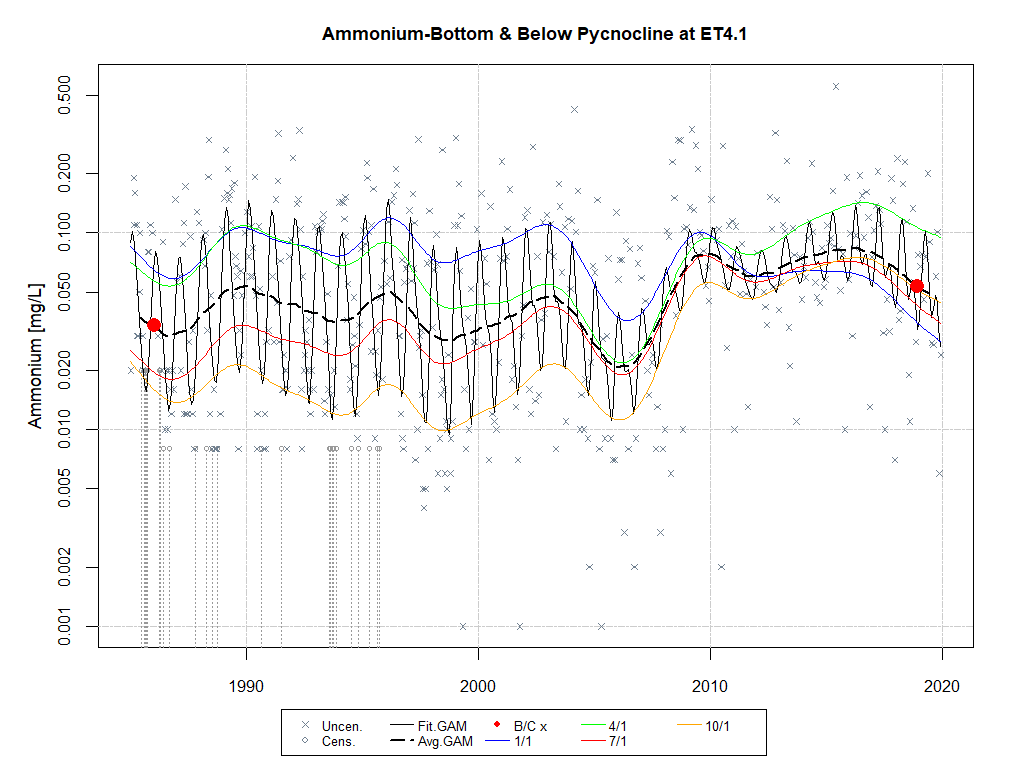 Ammonium-Bottom & Below Pycnocline at ET4.1
Ammonium [mg/L]
0.500
0.200
0.100
0.050
0.020
0.010
0.005
0.002
0.001
1990 2000 2010 2020
Uncen. Fit.GAM B/C x 4/1 10/1
Cens. Avg.GAM 1/1 7/1